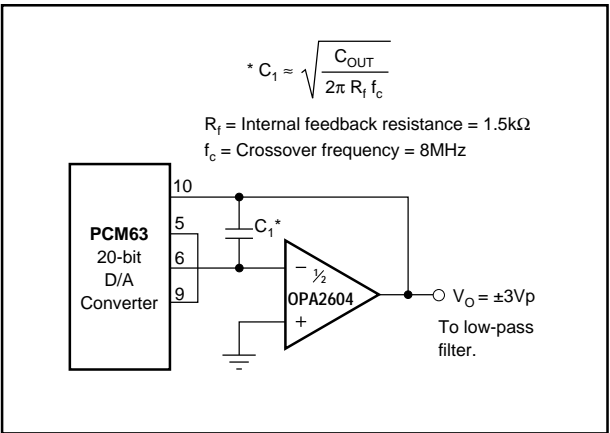 * C₁ ≈ √(C_OUT / 2π R_f f_c)
R_f = Internal feedback resistance = 1.5kΩ
f_c = Crossover frequency = 8MHz
10
PCM63
20-bit
D/A
Converter
5
6
9
C₁*
–
½
OPA2604
+
V_O = ±3Vp
To low-pass
filter.